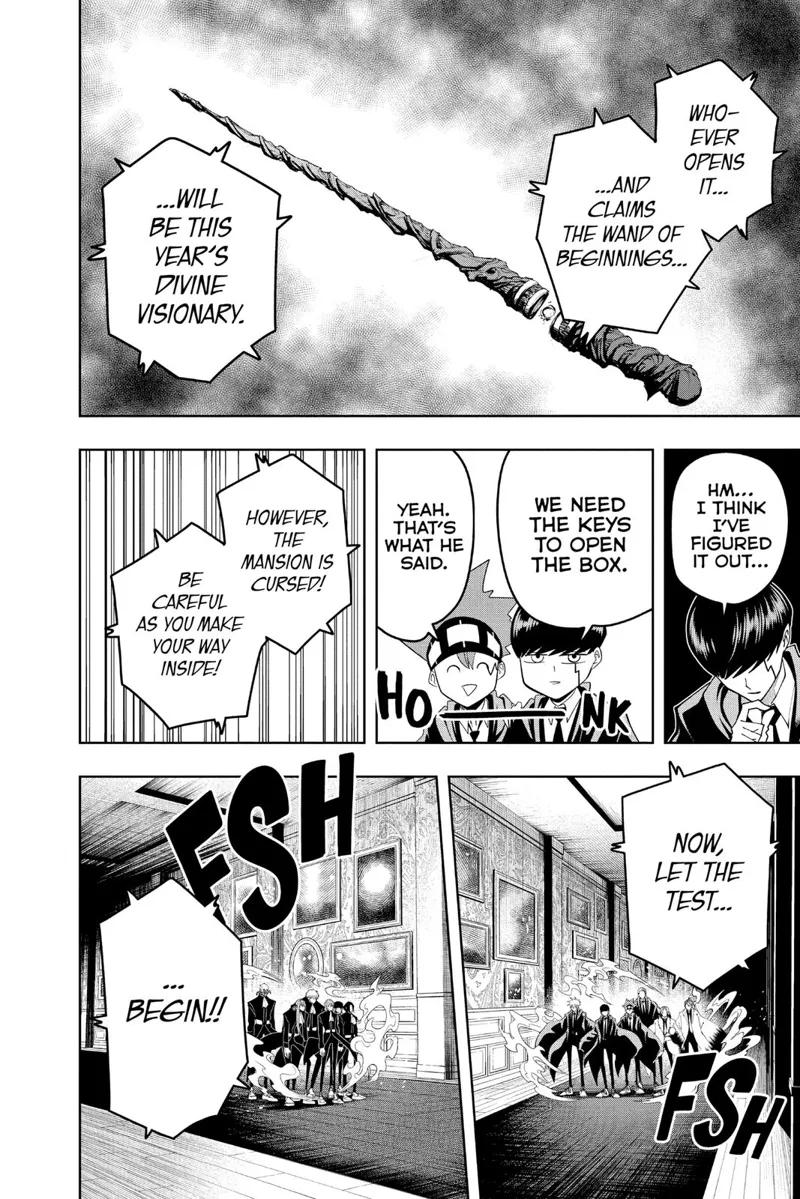 WHO-
EVER
OPENS
IT...
...AND
CLAIMS
THE WAND OF
BEGINNINGS...
...WILL
BE THIS
YEAR'S
DIVINE
VISIONARY.
HM...
I THINK
I'VE
FIGURED
IT OUT...
WE NEED
THE KEYS
TO OPEN
THE BOX.
YEAH.
THAT'S
WHAT HE
SAID.
HO NK
HOWEVER,
THE
MANSION IS
CURSED!
BE
CAREFUL
AS YOU MAKE
YOUR WAY
INSIDE!
NOW,
LET THE
TEST...
FSH
FSH
...
BEGIN!!